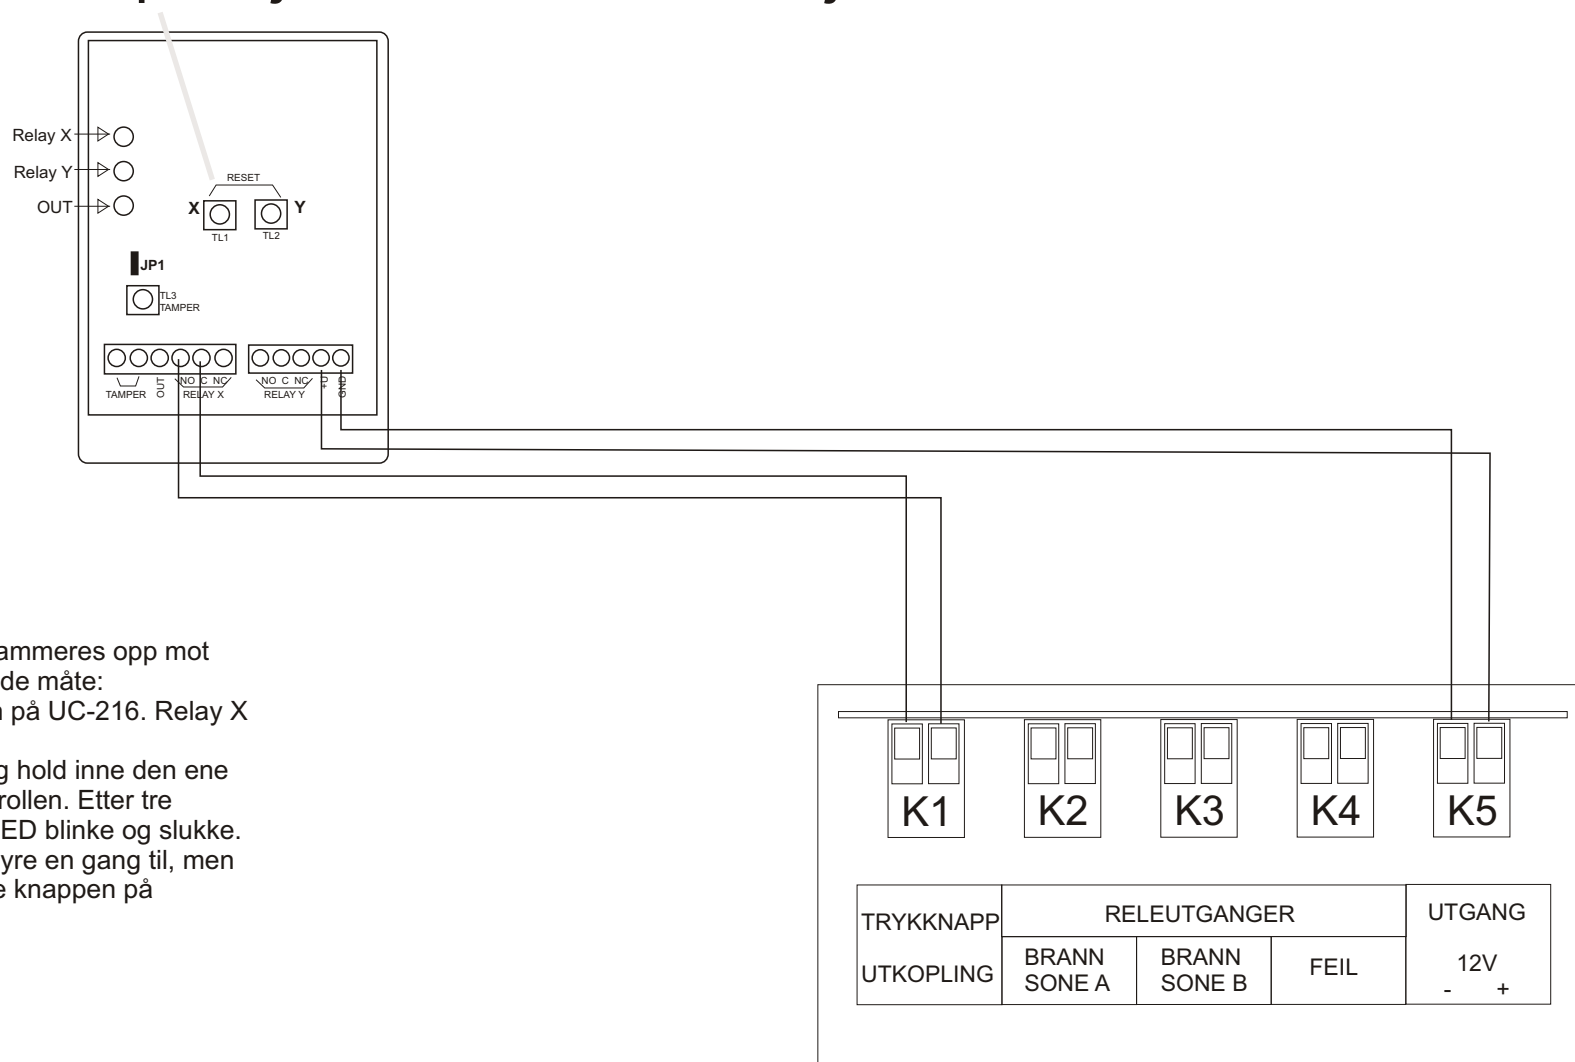 Relay X
Relay Y
OUT
RESET
X
Y
TL1
TL2
JP1
TL3
TAMPER
NO C NC
NO C NC
+U
GND
OUT
TAMPER
RELAY X
RELAY Y
ammeres opp mot
de måte:
på UC-216. Relay X
g hold inne den ene
rollen. Etter tre
ED blinke og slukke.
yre en gang til, men
e knappen på
K1
K2
K3
K4
K5
TRYKKNAPP
UTKOPLING
RELEUTGANGER
BRANN
SONE A
BRANN
SONE B
FEIL
UTGANG
12V
- +